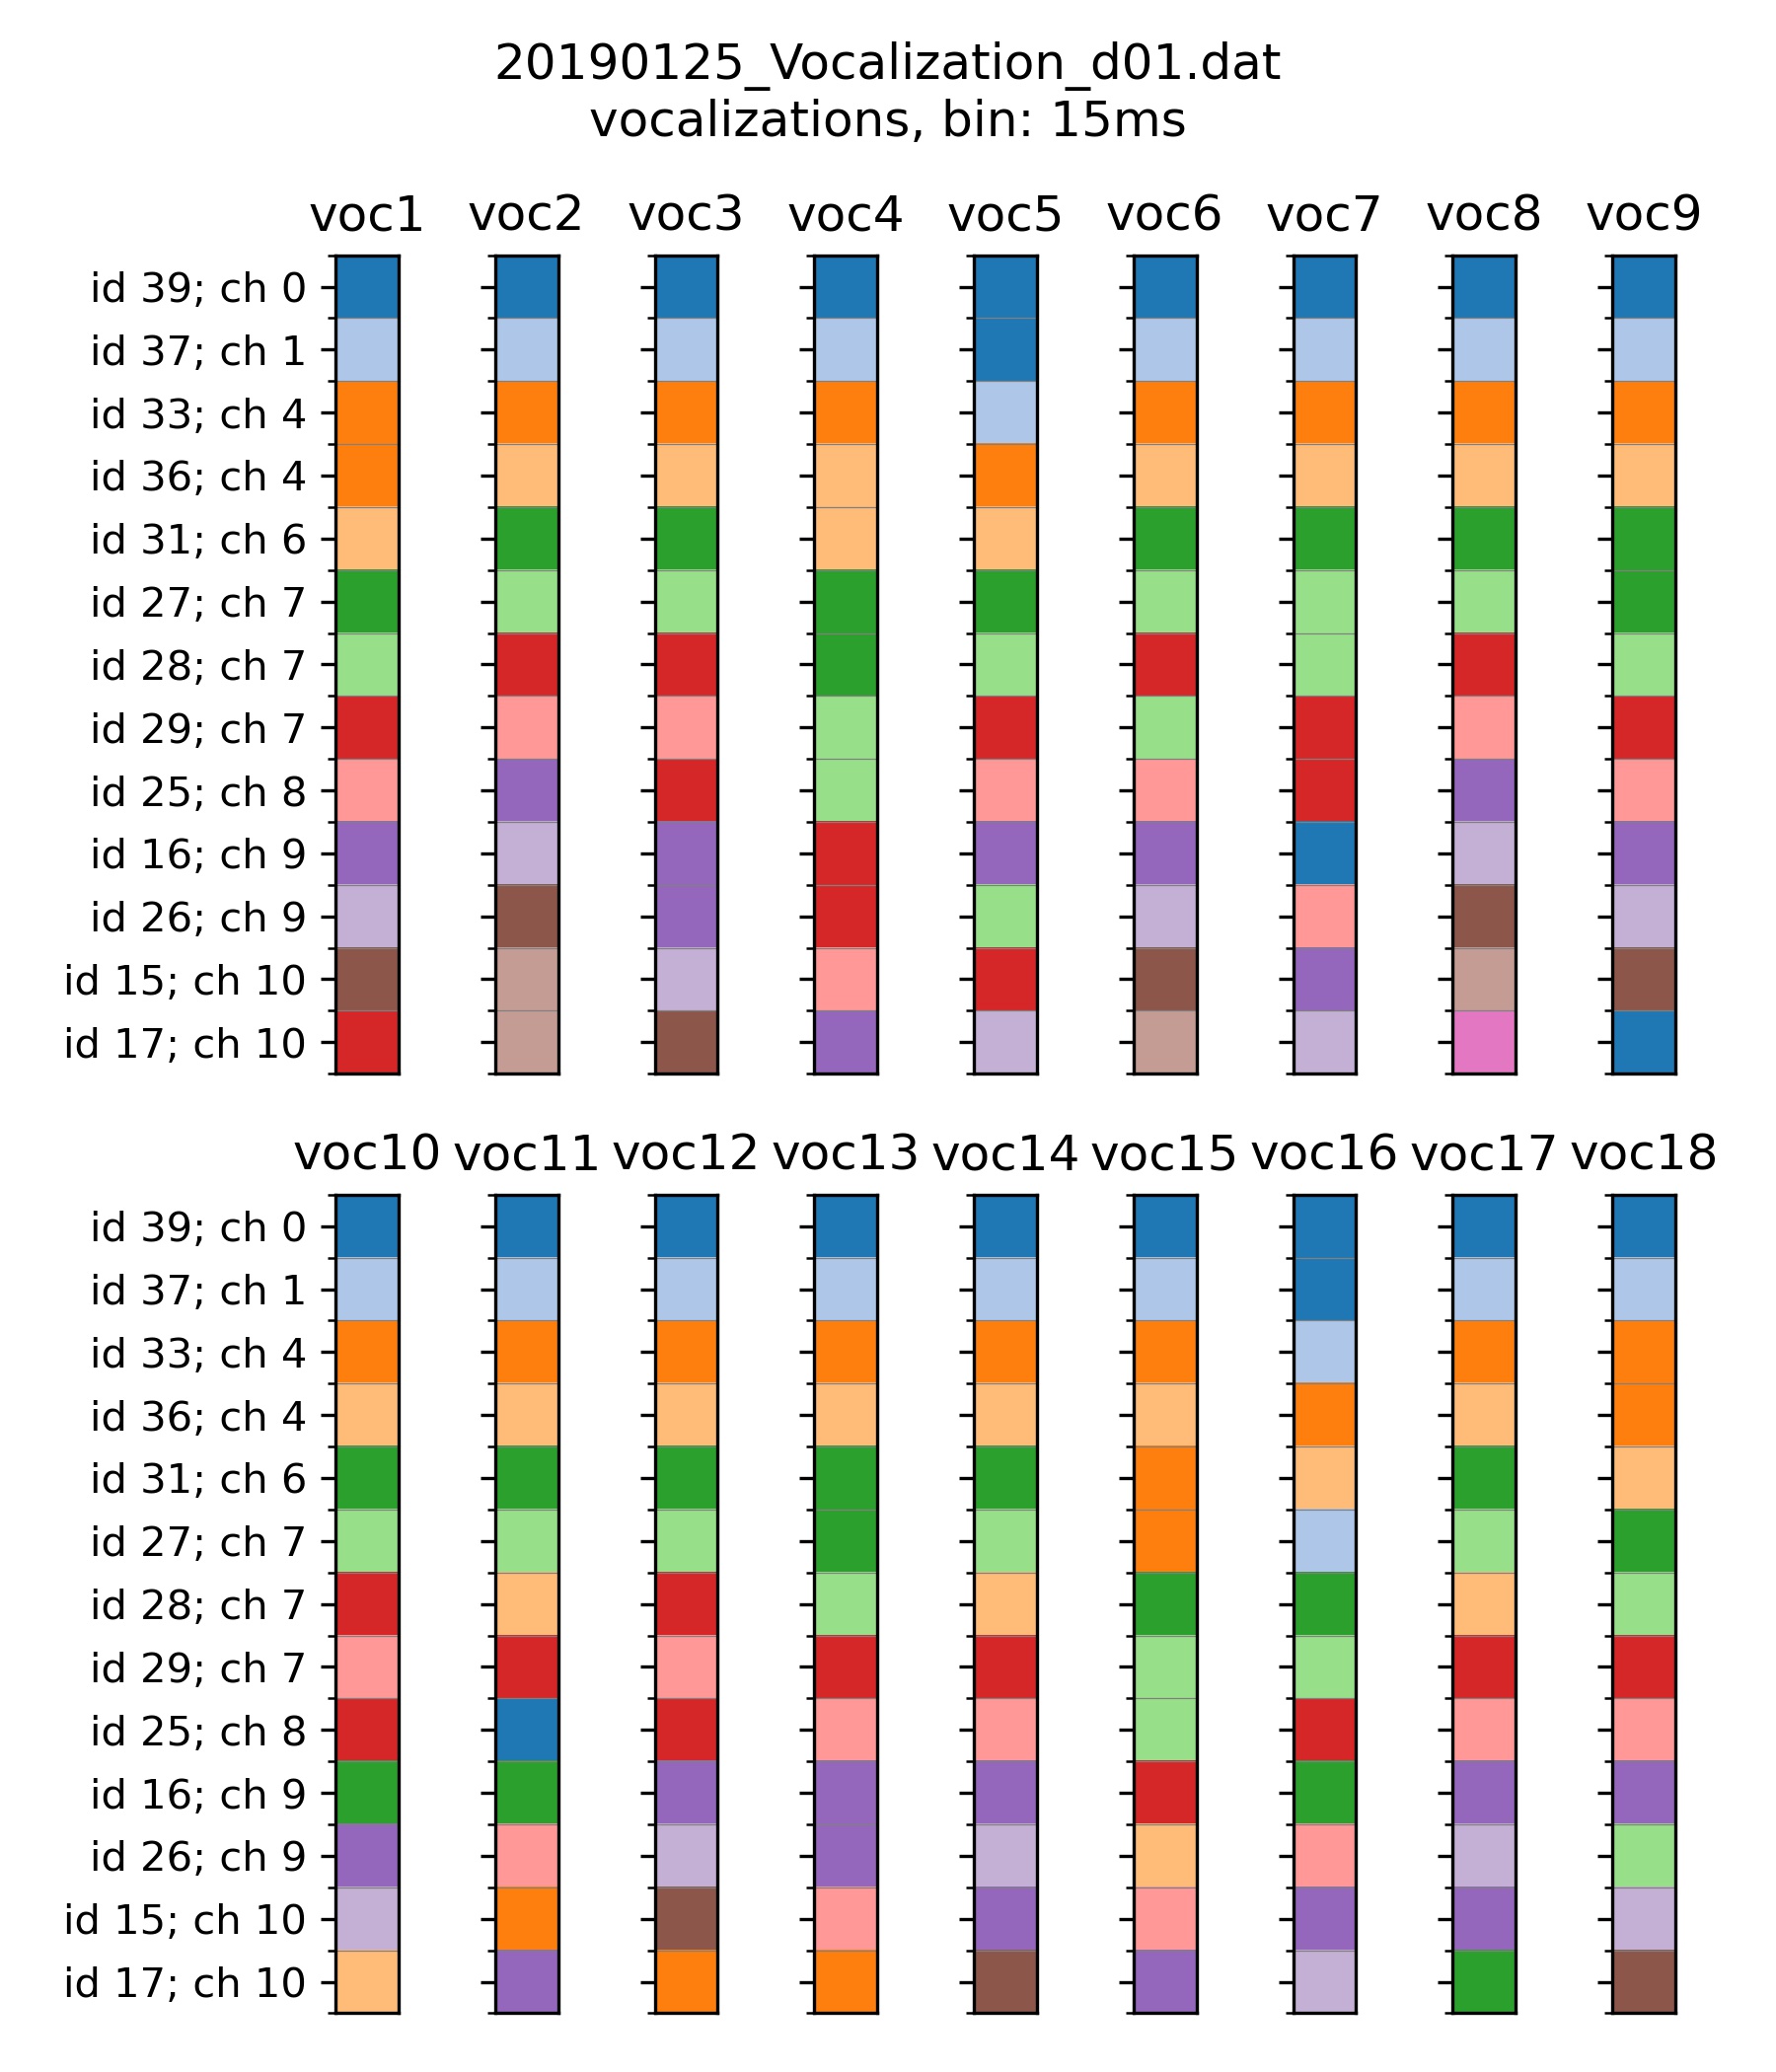 20190125_Vocalization_d01.dat
vocalizations, bin: 15ms
voc1 voc2 voc3 voc4 voc5 voc6 voc7 voc8 voc9
id 39; ch 0
id 37; ch 1
id 33; ch 4
id 36; ch 4
id 31; ch 6
id 27; ch 7
id 28; ch 7
id 29; ch 7
id 25; ch 8
id 16; ch 9
id 26; ch 9
id 15; ch 10
id 17; ch 10
voc10 voc11 voc12 voc13 voc14 voc15 voc16 voc17 voc18
id 39; ch 0
id 37; ch 1
id 33; ch 4
id 36; ch 4
id 31; ch 6
id 27; ch 7
id 28; ch 7
id 29; ch 7
id 25; ch 8
id 16; ch 9
id 26; ch 9
id 15; ch 10
id 17; ch 10